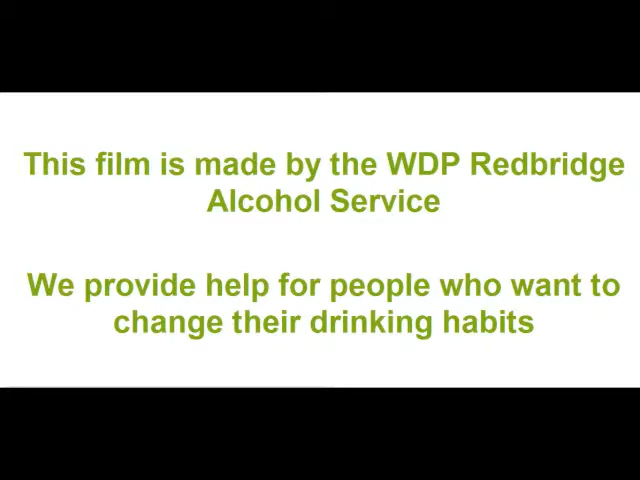 This film is made by the WDP Redbridge
Alcohol Service
We provide help for people who want to
change their drinking habits